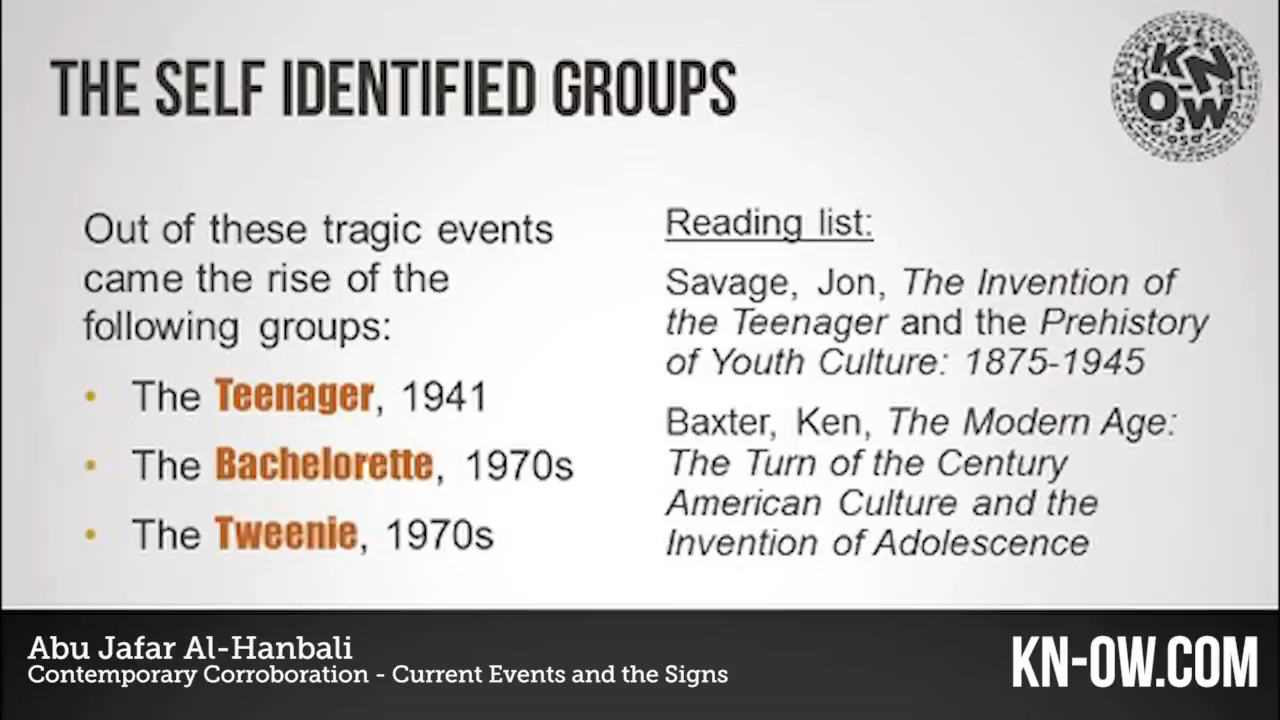 THE SELF IDENTIFIED GROUPS
KN
OW
Out of these tragic events
came the rise of the
following groups:
• The Teenager, 1941
• The Bachelorette, 1970s
• The Tweenie, 1970s
Reading list:
Savage, Jon, The Invention of
the Teenager and the Prehistory
of Youth Culture: 1875-1945
Baxter, Ken, The Modern Age:
The Turn of the Century
American Culture and the
Invention of Adolescence
Abu Jafar Al-Hanbali
Contemporary Corroboration - Current Events and the Signs
KN-OW.COM